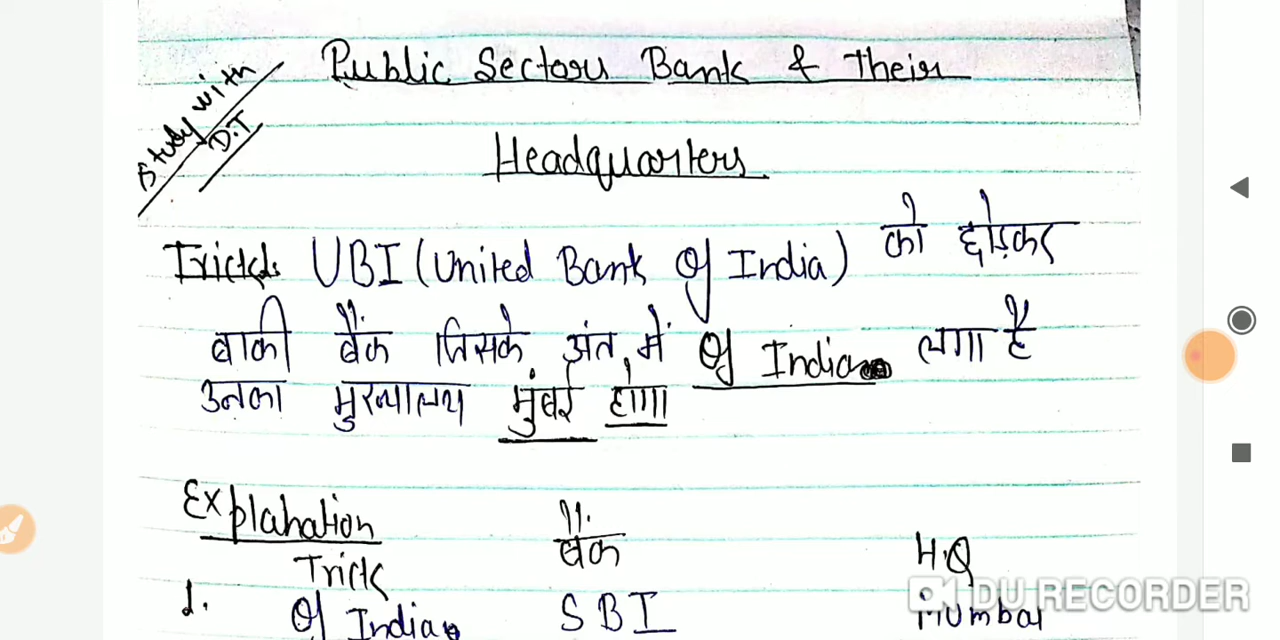 Study with
D.T
Public Sector Bank & Their
Headquarters
Trick: UBI (United Bank Of India) को छोड़कर
बाकी बैंक जिसके अंत में Of India लगा है
उनका मुख्यालय मुंबई होगा
Explanation
Trick बैंक H.Q
1. Of India SBI Mumbai
DU RECORDER